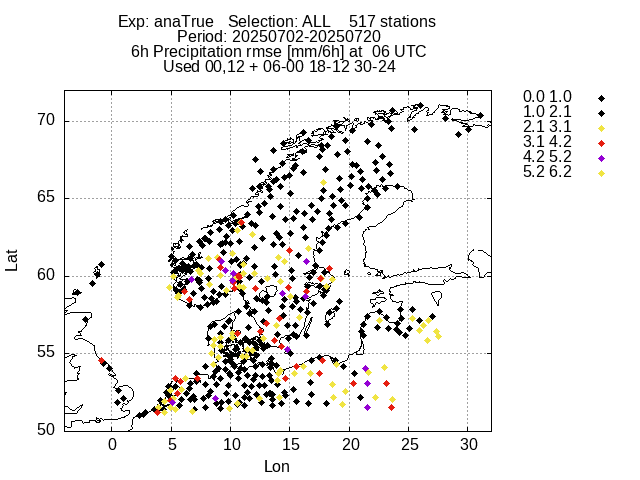 Exp: anaTrue   Selection: ALL    517 stations
Period: 20250702-20250720
6h Precipitation rmse [mm/6h] at  06 UTC
Used 00,12 + 06-00 18-12 30-24
0.0 1.0
1.0 2.1
2.1 3.1
3.1 4.2
4.2 5.2
5.2 6.2
70
65
60
55
50
Lat
0 5 10 15 20 25 30
Lon